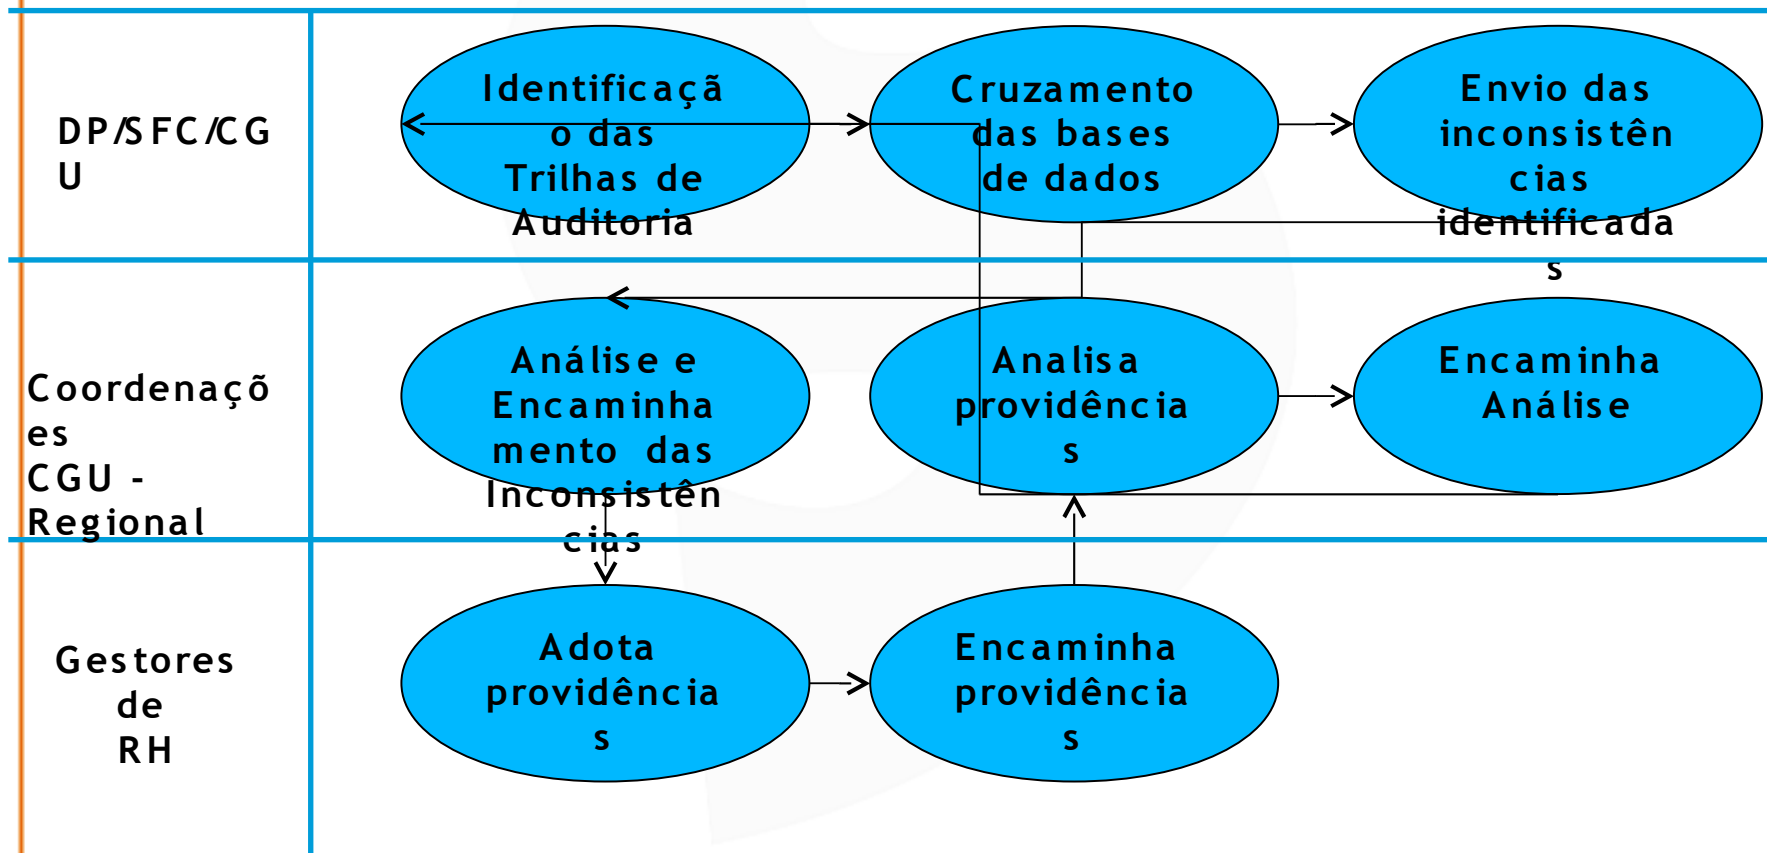 DP/SFC/CG
U
Identificaçã
o das
Trilhas de
Auditoria
Cruzamento
das bases
de dados
Envio das
inconsistên
cias
identificada
s
Coordenaçõ
es
CGU -
Regional
Análise e
Encaminha
mento das
Inconsistên
cias
Analisa
providência
s
Encaminha
Análise
Gestores
de
RH
Adota
providência
s
Encaminha
providência
s